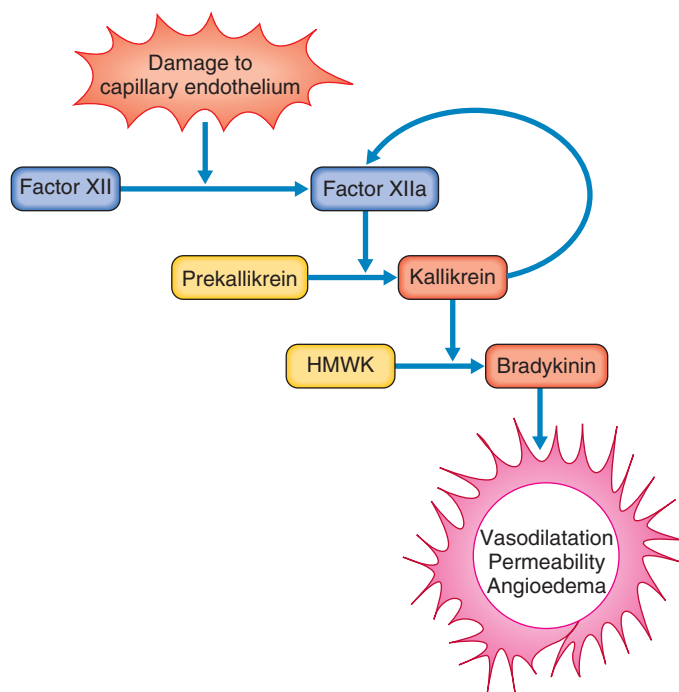 Damage to
capillary endothelium
Factor XII
Factor XIIa
Prekallikrein
Kallikrein
HMWK
Bradykinin
Vasodilatation
Permeability
Angioedema